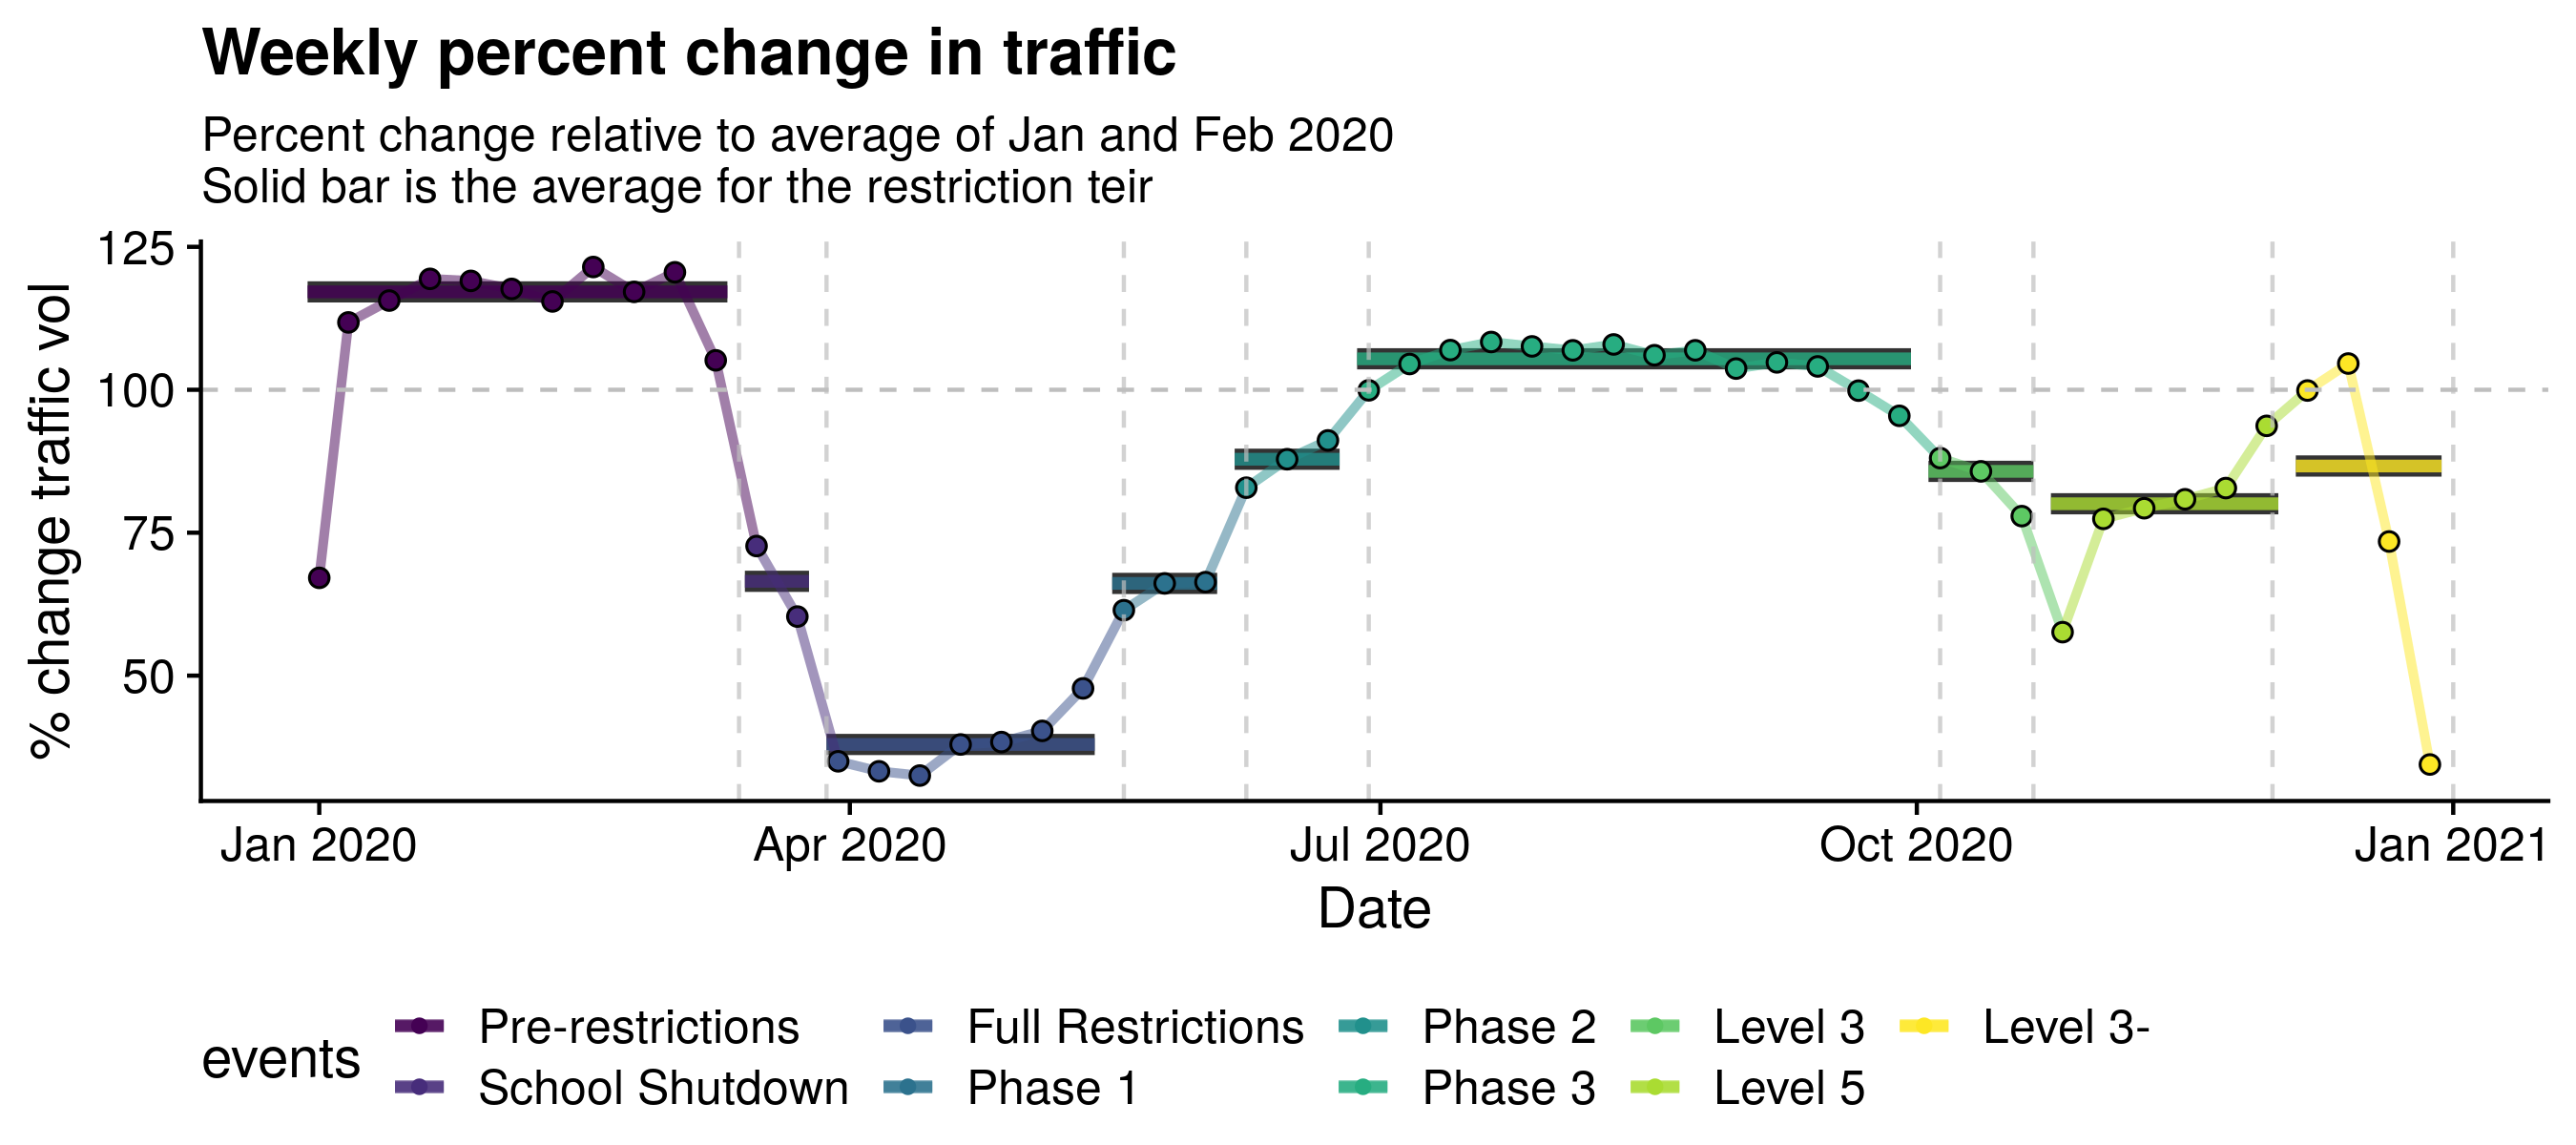 Weekly percent change in traffic
Percent change relative to average of Jan and Feb 2020
Solid bar is the average for the restriction teir
% change traffic vol
125
100
75
50
Jan 2020 Apr 2020 Jul 2020 Oct 2020 Jan 2021
Date
events
Pre-restrictions Full Restrictions Phase 2 Level 3 Level 3-
School Shutdown Phase 1 Phase 3 Level 5